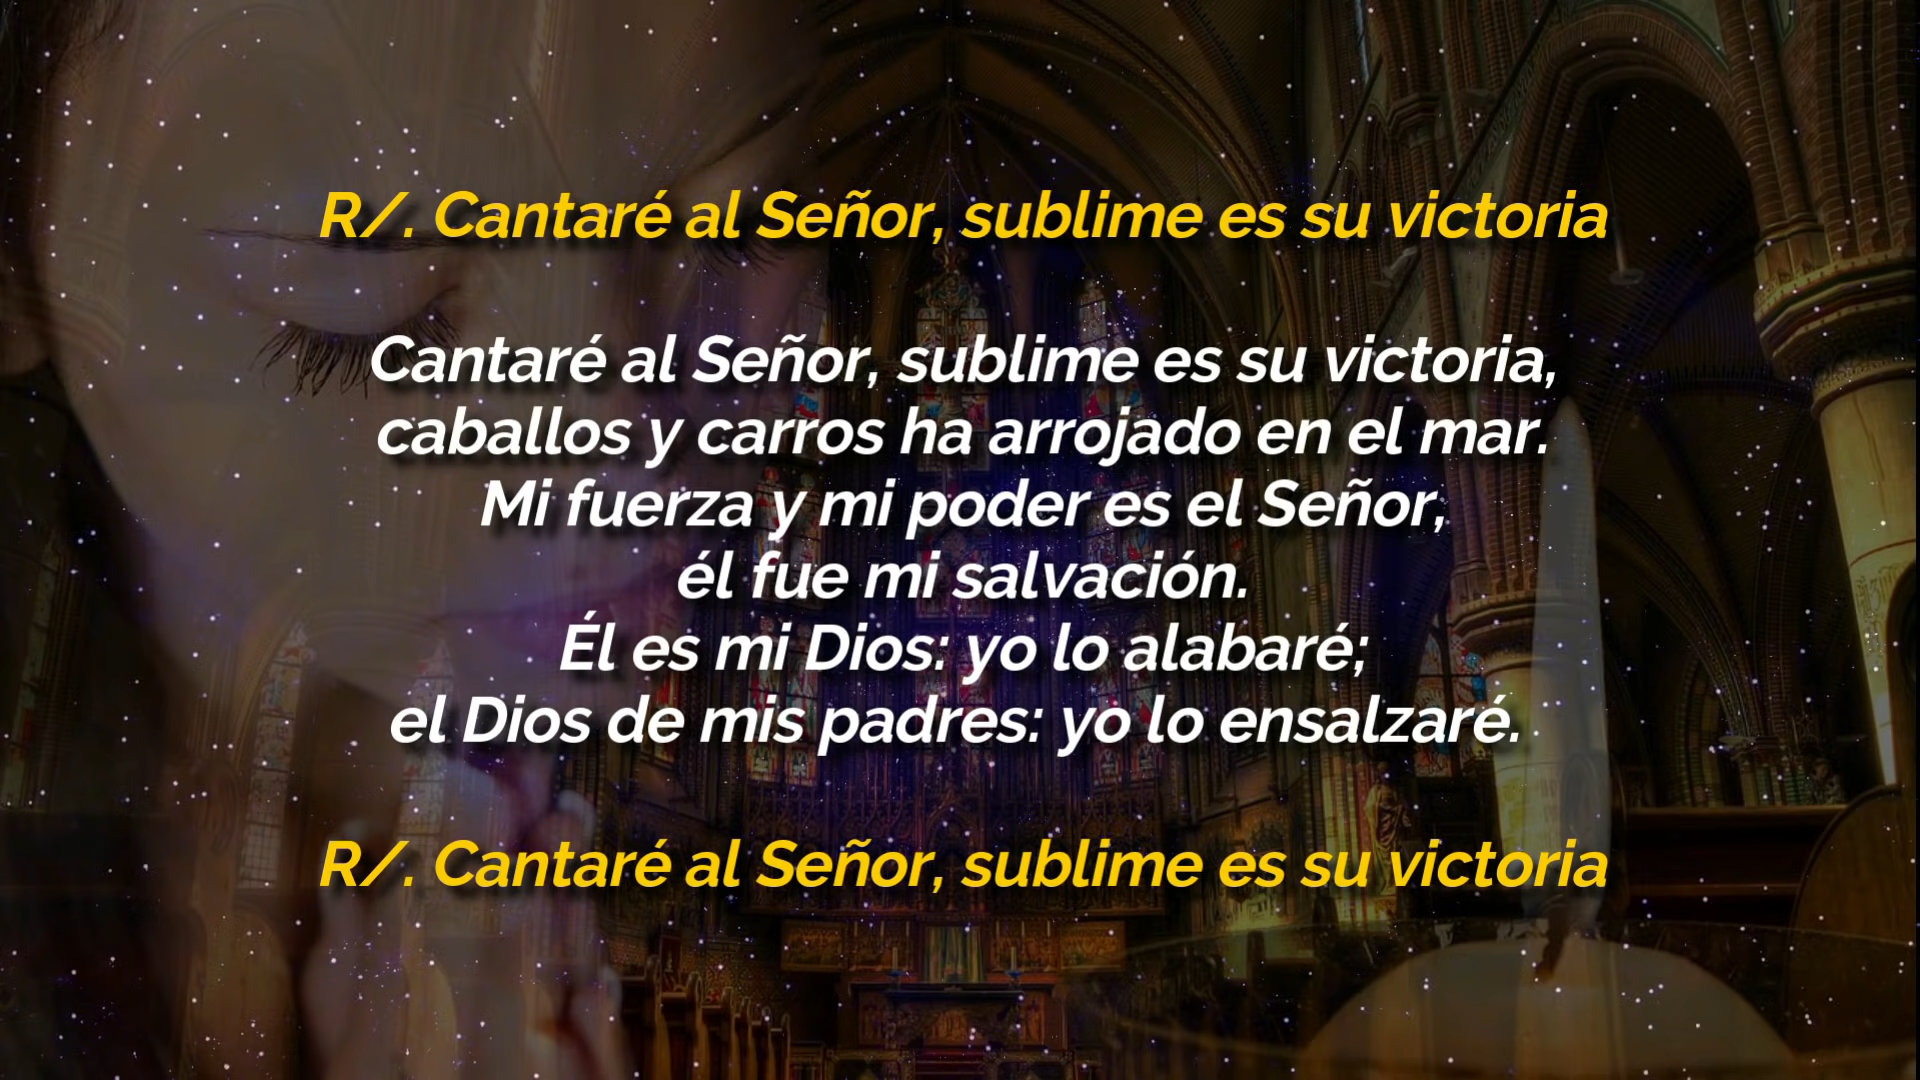 R/. Cantaré al Señor, sublime es su victoria
Cantaré al Señor, sublime es su victoria,
caballos y carros ha arrojado en el mar.
Mi fuerza y mi poder es el Señor,
él fue mi salvación.
Él es mi Dios: yo lo alabaré;
el Dios de mis padres: yo lo ensalzaré.
R/. Cantaré al Señor, sublime es su victoria